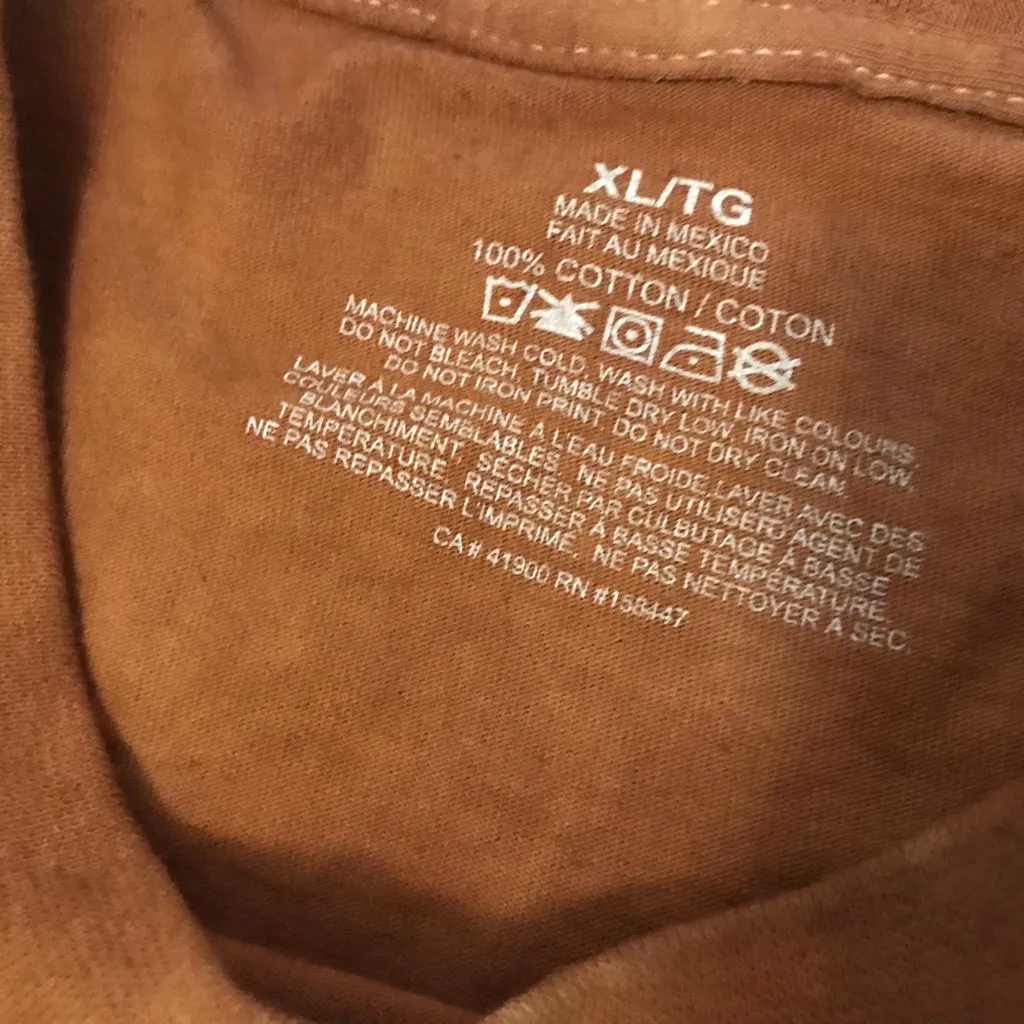 XL/TG
MADE IN MEXICO
FAIT AU MEXIQUE
100% COTTON / COTON
MACHINE WASH COLD. WASH WITH LIKE COLOURS.
DO NOT BLEACH. TUMBLE DRY LOW. IRON ON LOW.
DO NOT IRON PRINT. DO NOT DRY CLEAN.
LAVER A LA MACHINE À L'EAU FROIDE. LAVER AVEC DES
COULEURS SEMBLABLES. NE PAS UTILISER D'AGENT DE
BLANCHIMENT. SÉCHER PAR CULBUTAGE À BASSE
TEMPÉRATURE. REPASSER À BASSE TEMPÉRATURE.
NE PAS REPASSER L'IMPRIMÉ. NE PAS NETTOYER À SEC.
CA # 41900 RN #158447